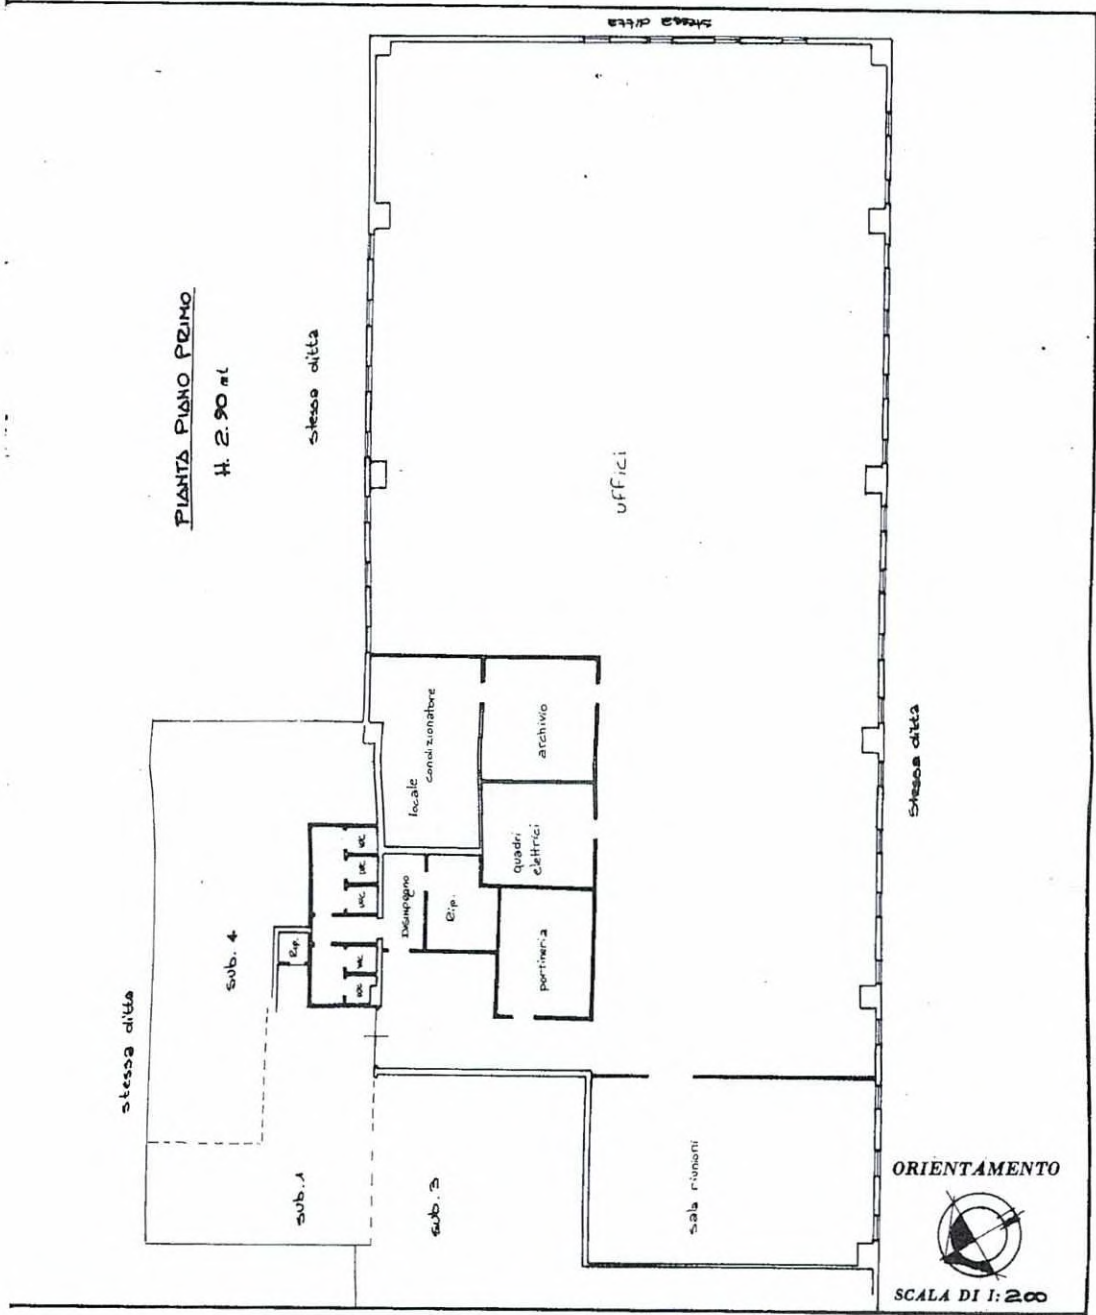 stessa ditta
PIANTA PIANO PRIMO
H. 2.90 ml
stessa ditta
uffici
locale
condizionatore
archivio
quadri
elettrici
Disimpegno
Rip.
portineria
WC
WC
WC
WC
WC
Rip.
sub. 4
stessa ditta
sub. 1
sub. 3
sala riunioni
stessa ditta
ORIENTAMENTO
SCALA DI 1: 200